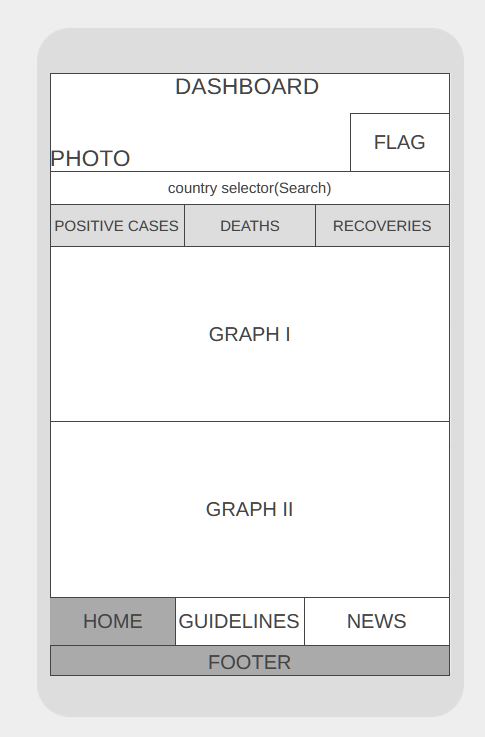 DASHBOARD
FLAG
PHOTO
country selector(Search)
POSITIVE CASES
DEATHS
RECOVERIES
GRAPH I
GRAPH II
HOME
GUIDELINES
NEWS
FOOTER